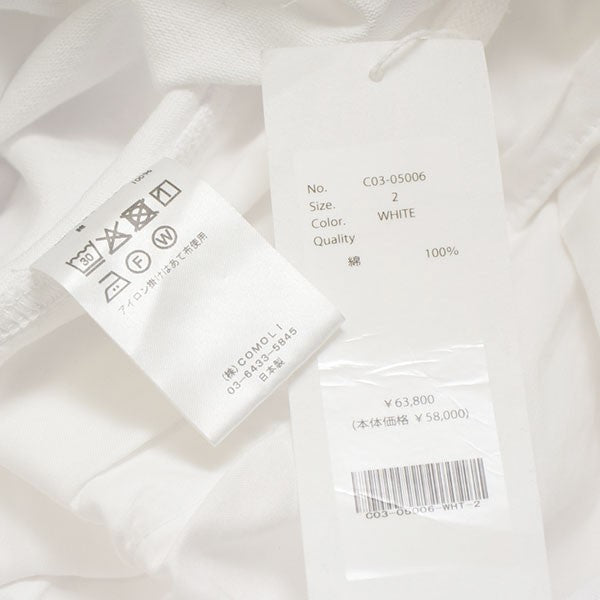 綿 100%
30
F W
アイロン掛けはあて布使用
(株)COMOLI
03-6433-5845
日本製
No. C03-05006
Size. 2
Color. WHITE
Quality
綿 100%
￥63,800
(本体価格 ￥58,000)
C03-05006-WHT-2